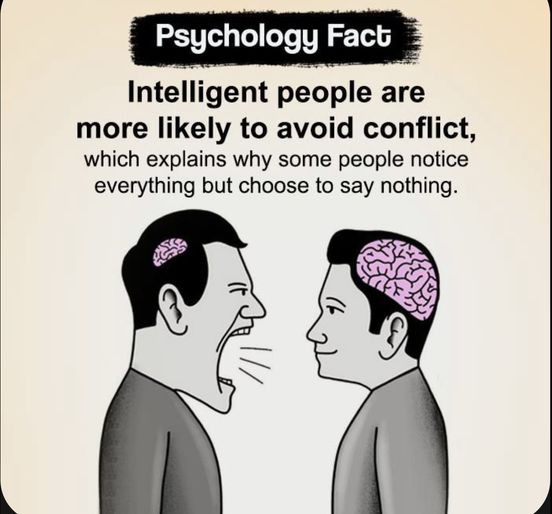 Psychology Fact
Intelligent people are
more likely to avoid conflict,
which explains why some people notice
everything but choose to say nothing.